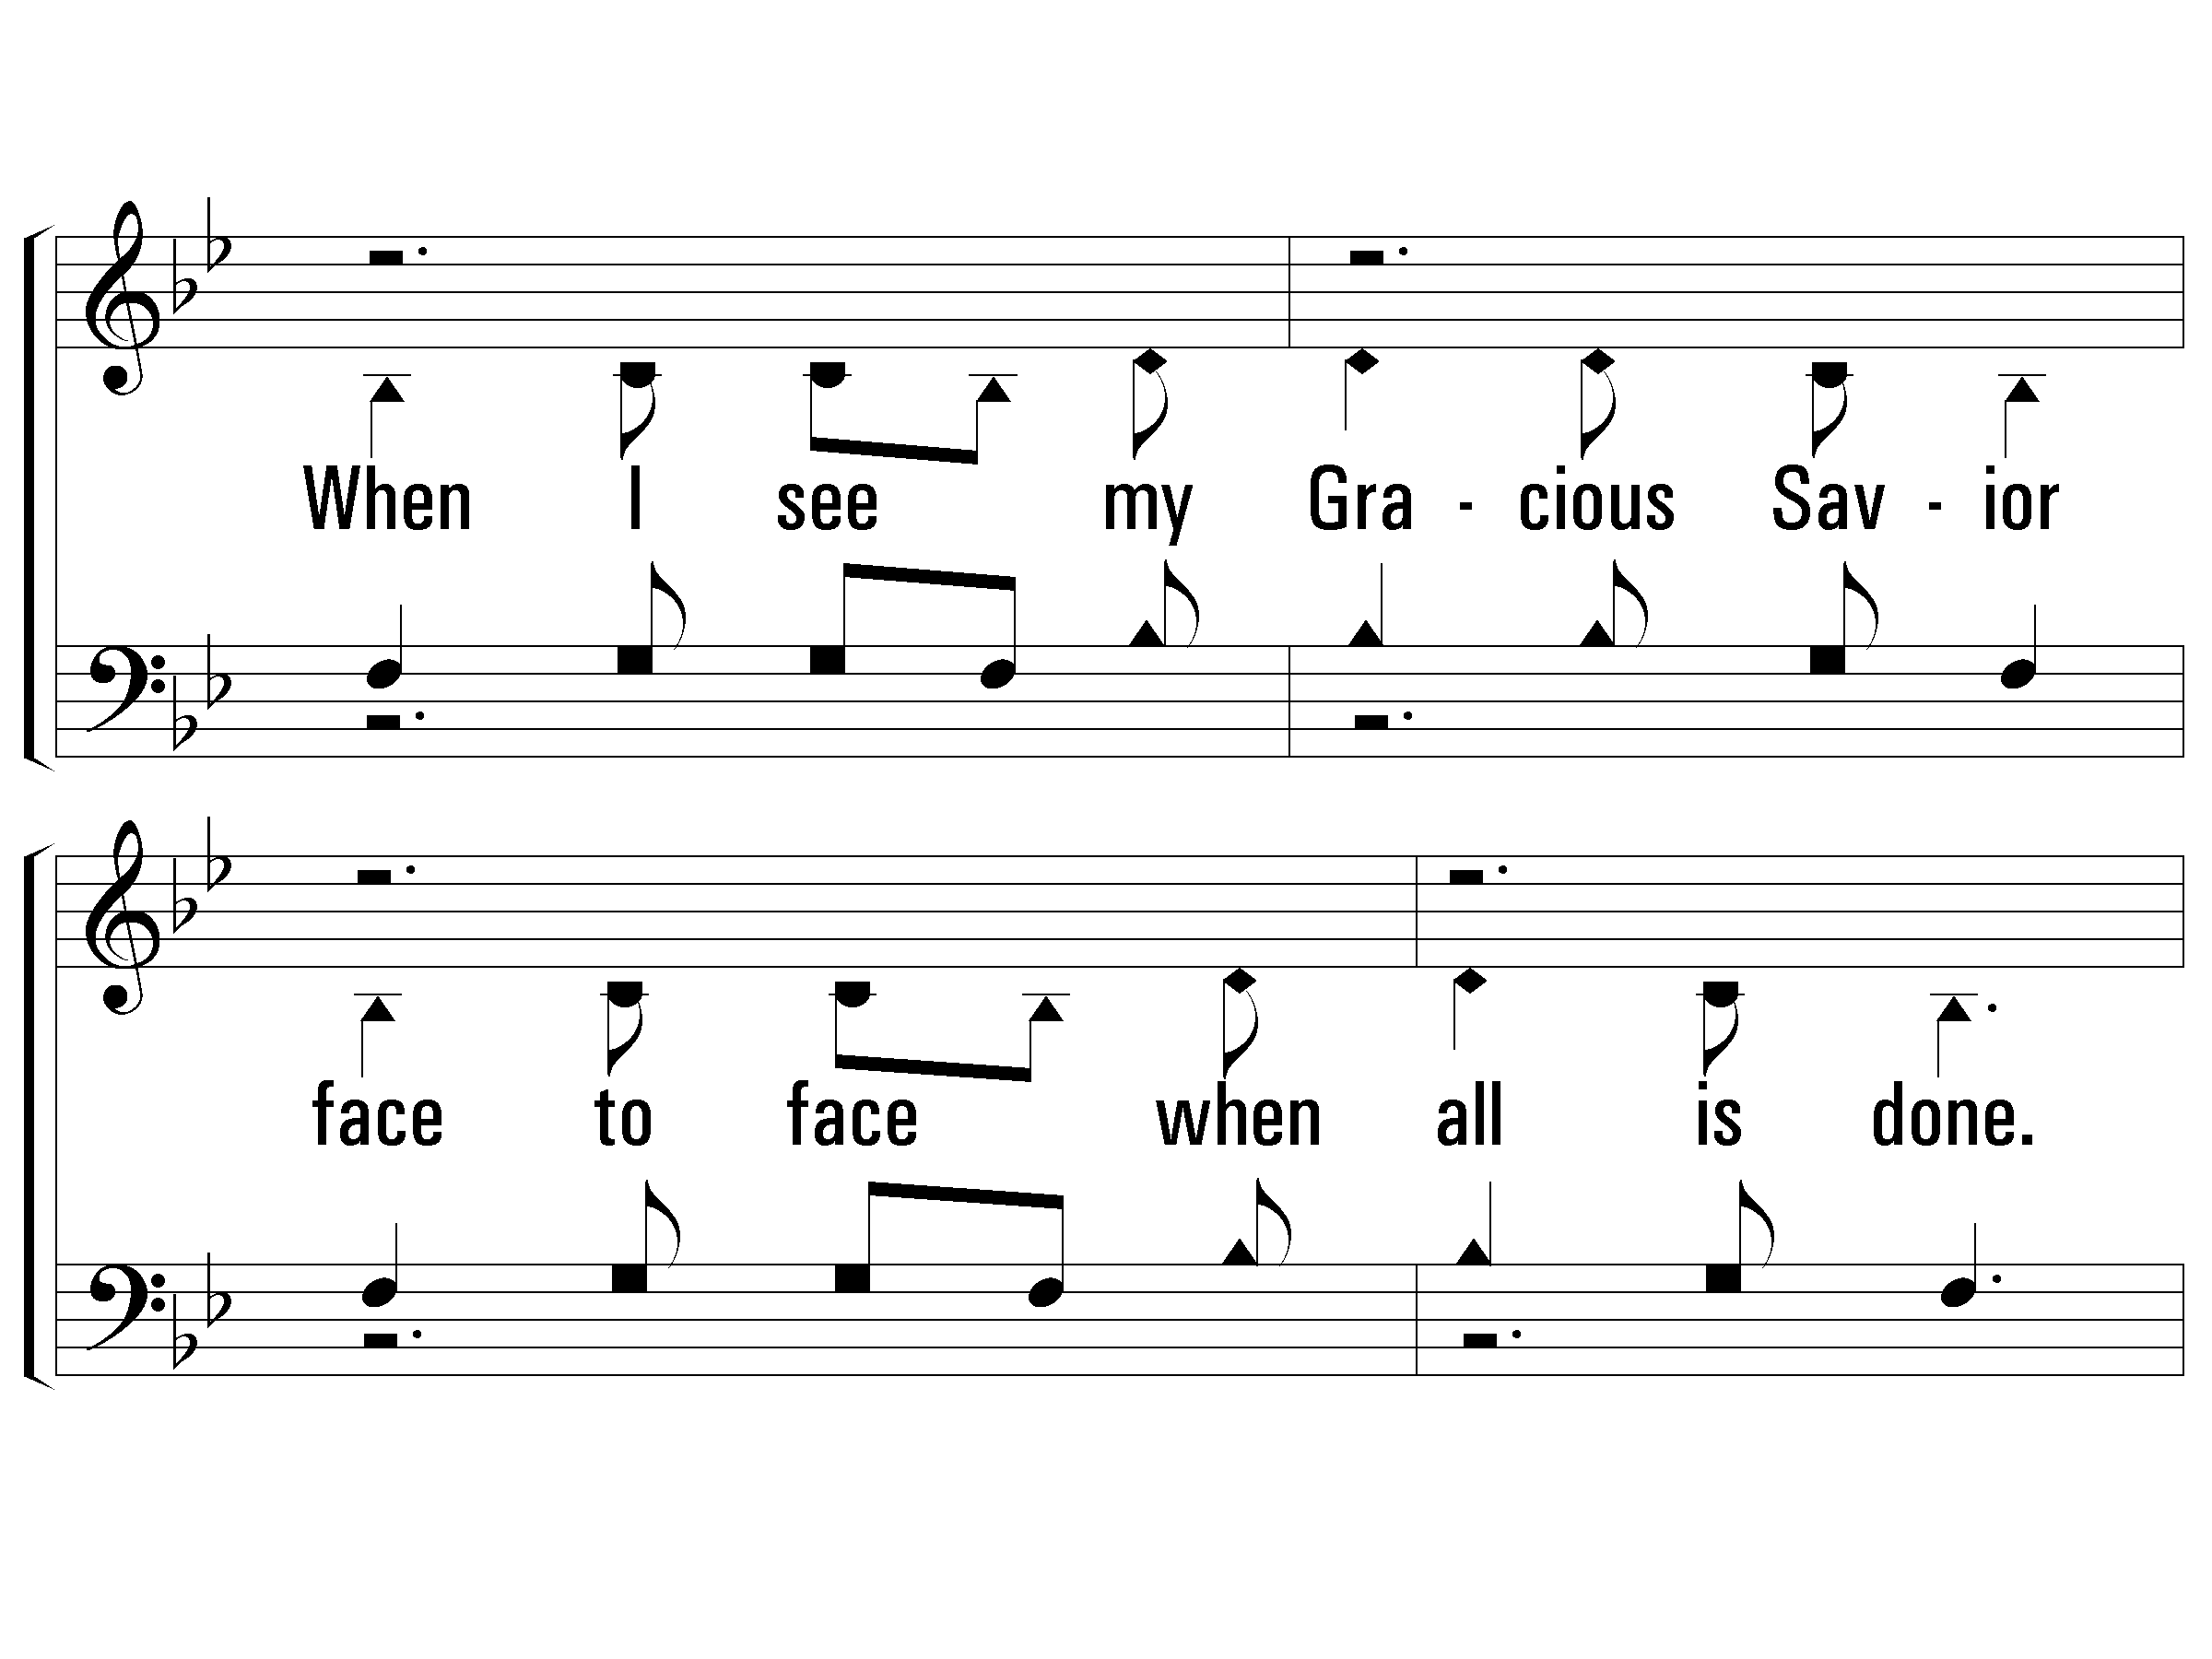 When I see my Gra - cious Sav - ior
face to face when all is done.